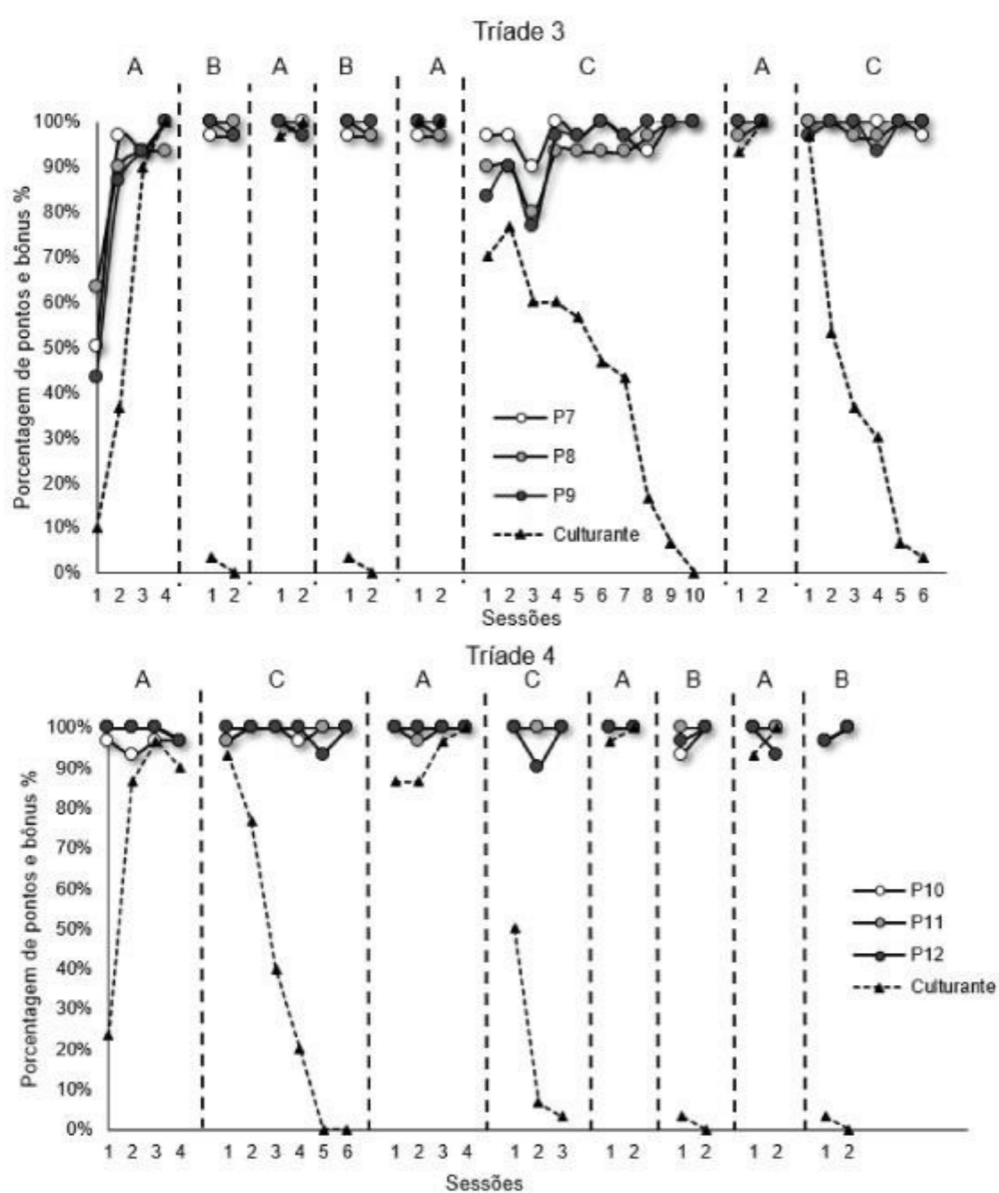 Tríade 3
A B A B A C A C
Porcentagem de pontos e bônus %
100%
90%
80%
70%
60%
50%
40%
30%
20%
10%
0%
P7
P8
P9
Culturante
1 2 3 4 1 2 1 2 1 2 1 2 1 2 3 4 5 6 7 8 9 10 1 2 1 2 3 4 5 6
Sessões
Tríade 4
A C A C A B A B
Porcentagem de pontos e bônus %
100%
90%
80%
70%
60%
50%
40%
30%
20%
10%
0%
P10
P11
P12
Culturante
1 2 3 4 1 2 3 4 5 6 1 2 3 4 1 2 3 1 2 1 2 1 2 1 2
Sessões